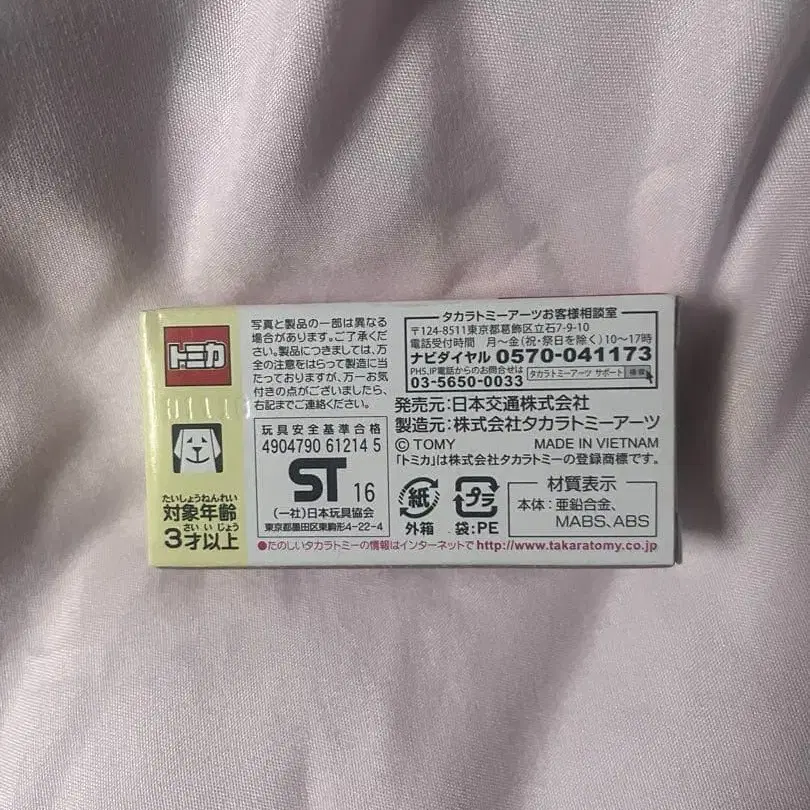 トミカ
たいしょうねんれい
対象年齢
さいいじょう
3才以上
写真と製品の一部は異なる
場合があります。ご了承くだ
さい。製品につきましては、万
全の注意をはらって製造に当
たっておりますが、万一お気
付きの点がございましたら、
右記までご連絡ください。
玩具安全基準合格
4904790 61214 5
ST 16
(一社)日本玩具協会
東京都墨田区東駒形4-22-4
タカラトミーアーツお客様相談室
〒124-8511東京都葛飾区立石7-9-10
電話受付時間 月〜金(祝・祭日を除く)10〜17時
ナビダイヤル 0570-041173
PHS、IP電話からのお問合せは
03-5650-0033
タカラトミーアーツ サポート 検索
発売元:日本交通株式会社
製造元:株式会社タカラトミーアーツ
© TOMY MADE IN VIETNAM
「トミカ」は株式会社タカラトミーの登録商標です。
紙 プラ
外箱 袋:PE
材質表示
本体:亜鉛合金、
MABS、ABS
●たのしいタカラトミーの情報はインターネットで http://www.takaratomy.co.jp